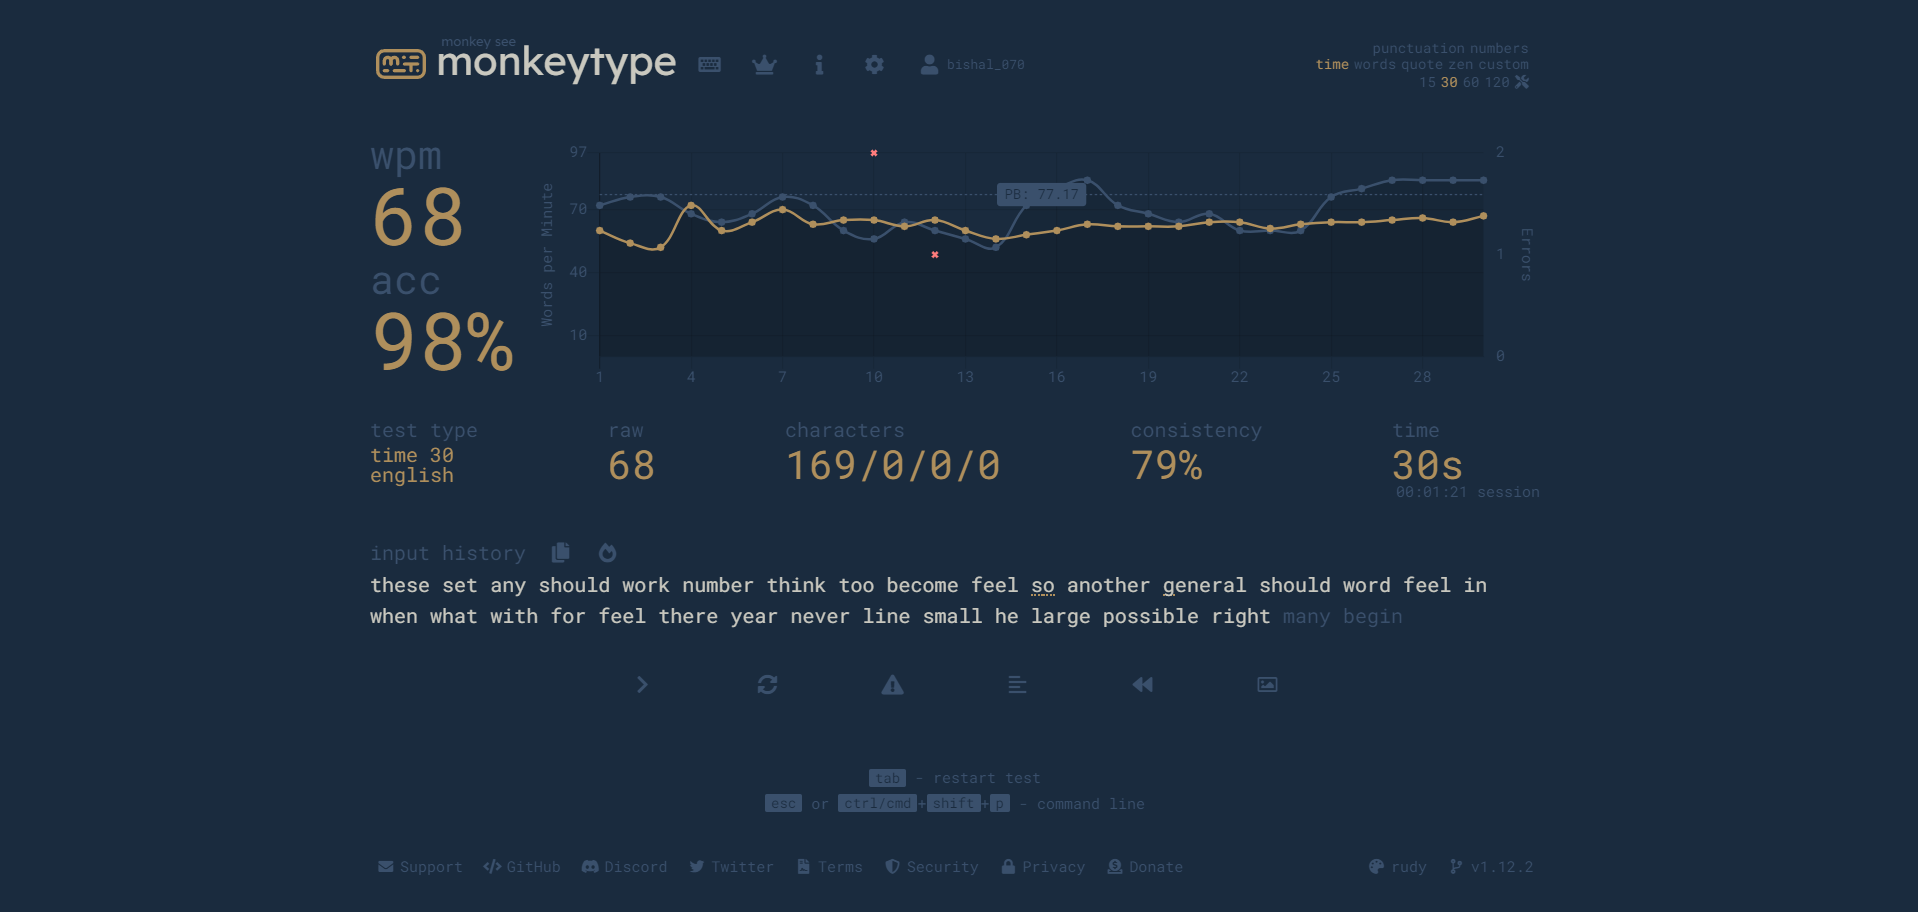 monkey see
monkeytype
bishal_070
punctuation numbers
time words quote zen custom
15 30 60 120
wpm
68
acc
98%
97
70
40
10
Words per Minute
PB: 77.17
2
1
0
Errors
1 4 7 10 13 16 19 22 25 28
test type
time 30
english
raw
68
characters
169/0/0/0
consistency
79%
time
30s
00:01:21 session
input history
these set any should work number think too become feel so another general should word feel in
when what with for feel there year never line small he large possible right many begin
tab - restart test
esc or ctrl/cmd+shift+p - command line
Support GitHub Discord Twitter Terms Security Privacy Donate rudy v1.12.2